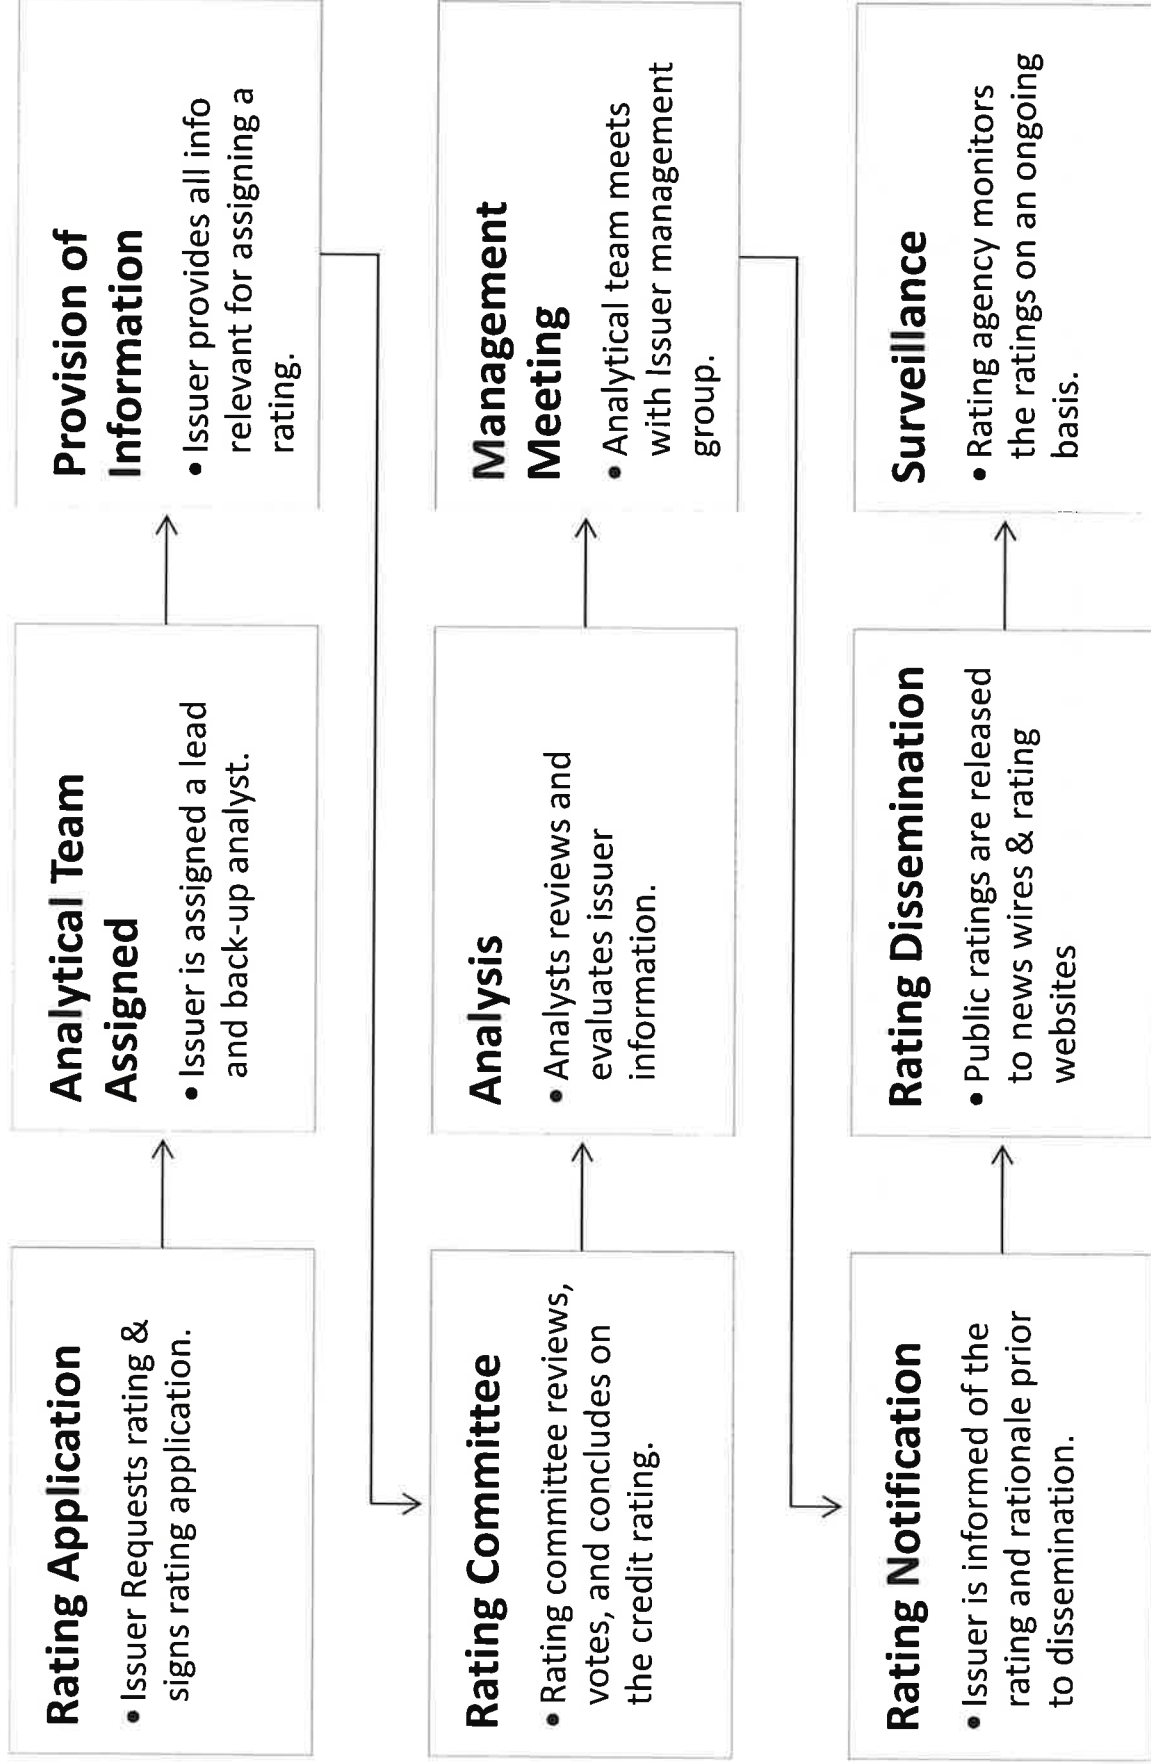 Rating Application
• Issuer Requests rating &
signs rating application.
Analytical Team
Assigned
• Issuer is assigned a lead
and back-up analyst.
Provision of
Information
• Issuer provides all info
relevant for assigning a
rating.
Rating Committee
• Rating committee reviews,
votes, and concludes on
the credit rating.
Analysis
• Analysts reviews and
evaluates issuer
information.
Management
Meeting
• Analytical team meets
with Issuer management
group.
Rating Notification
• Issuer is informed of the
rating and rationale prior
to dissemination.
Rating Dissemination
• Public ratings are released
to news wires & rating
websites
Surveillance
• Rating agency monitors
the ratings on an ongoing
basis.